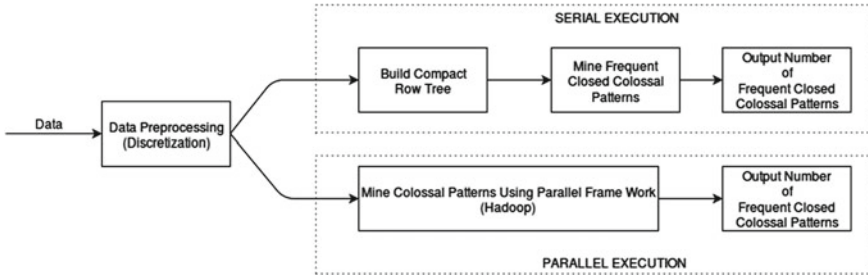 SERIAL EXECUTION
Data
Data Preprocessing
(Discretization)
Build Compact
Row Tree
Mine Frequent
Closed Colossal
Patterns
Output Number
of
Frequent Closed
Colossal Patterns
Mine Colossal Patterns Using Parallel Frame Work
(Hadoop)
Output Number
of
Frequent Closed
Colossal Patterns
PARALLEL EXECUTION